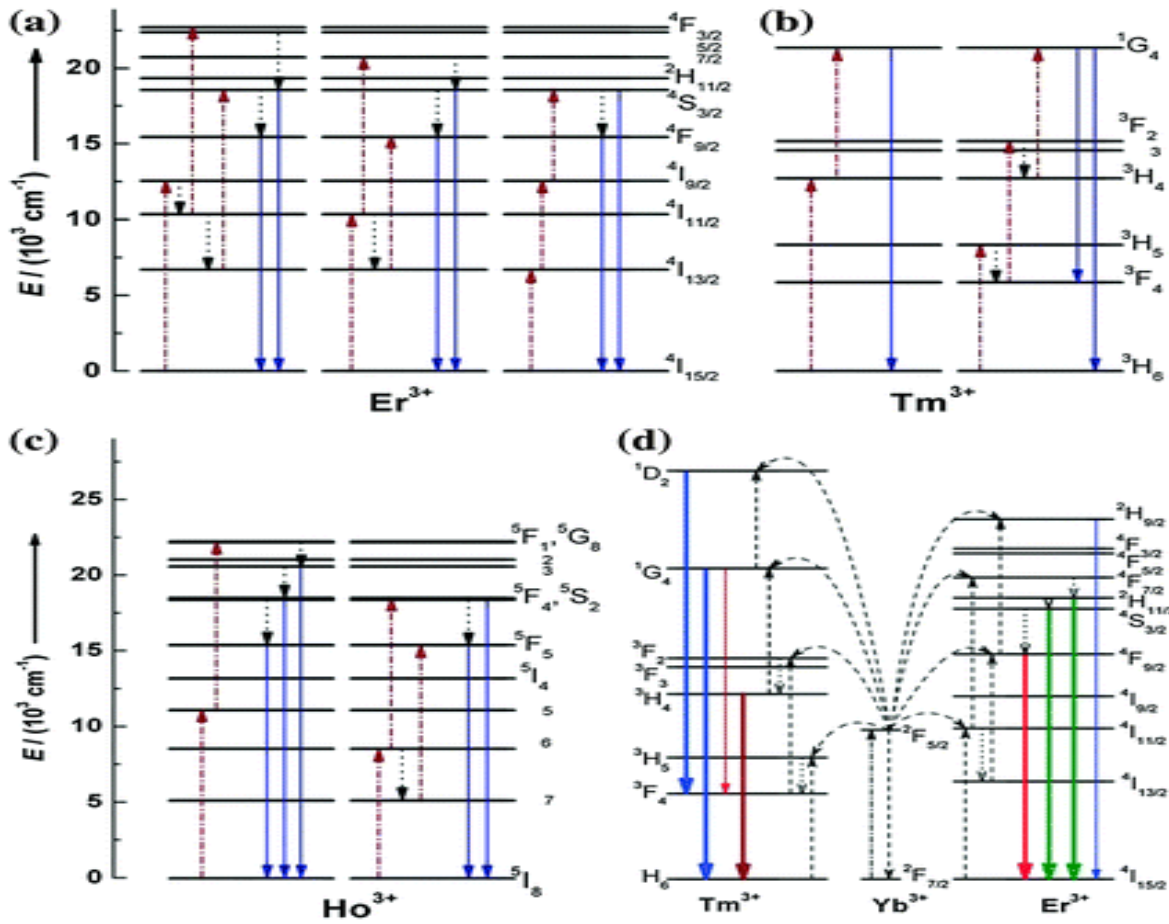 (a)
E / (10³ cm⁻¹)
20
15
10
5
0
⁴F₃/₂
5/2
7/2
²H₁₁/₂
⁴S₃/₂
⁴F₉/₂
⁴I₉/₂
⁴I₁₁/₂
⁴I₁₃/₂
⁴I₁₅/₂
Er³⁺
(b)
¹G₄
³F₂
3
³H₄
³H₅
³F₄
³H₆
Tm³⁺
(c)
E / (10³ cm⁻¹)
25
20
15
10
5
0
⁵F₁, ⁵G₈
2
3
⁵F₄, ⁵S₂
⁵F₅
⁵I₄
5
6
7
⁵I₈
Ho³⁺
(d)
¹D₂
¹G₄
³F₂
³F₃
³H₄
³H₅
³F₄
H₆
Tm³⁺
²F₅/₂
²F₇/₂
Yb³⁺
²H₉/₂
⁴F₃/₂
⁴F₅/₂
⁴F₇/₂
²H₁₁/₂
⁴S₃/₂
⁴F₉/₂
⁴I₉/₂
⁴I₁₁/₂
⁴I₁₃/₂
⁴I₁₅/₂
Er³⁺